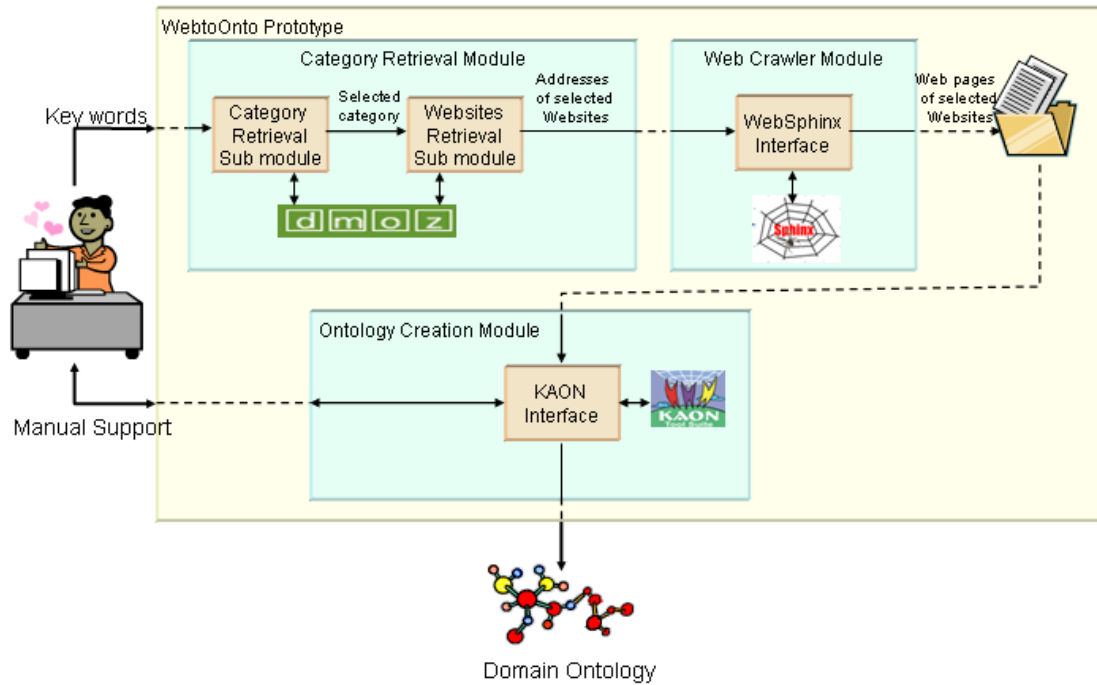 WebtoOnto Prototype
Category Retrieval Module
Web Crawler Module
Key words
Category
Retrieval
Sub module
Selected
category
Websites
Retrieval
Sub module
Addresses
of selected
Websites
WebSphinx
Interface
Web pages
of selected
Websites
dmoz
Sphinx
Ontology Creation Module
KAON
Interface
KAON
Tool Suite
Manual Support
Domain Ontology